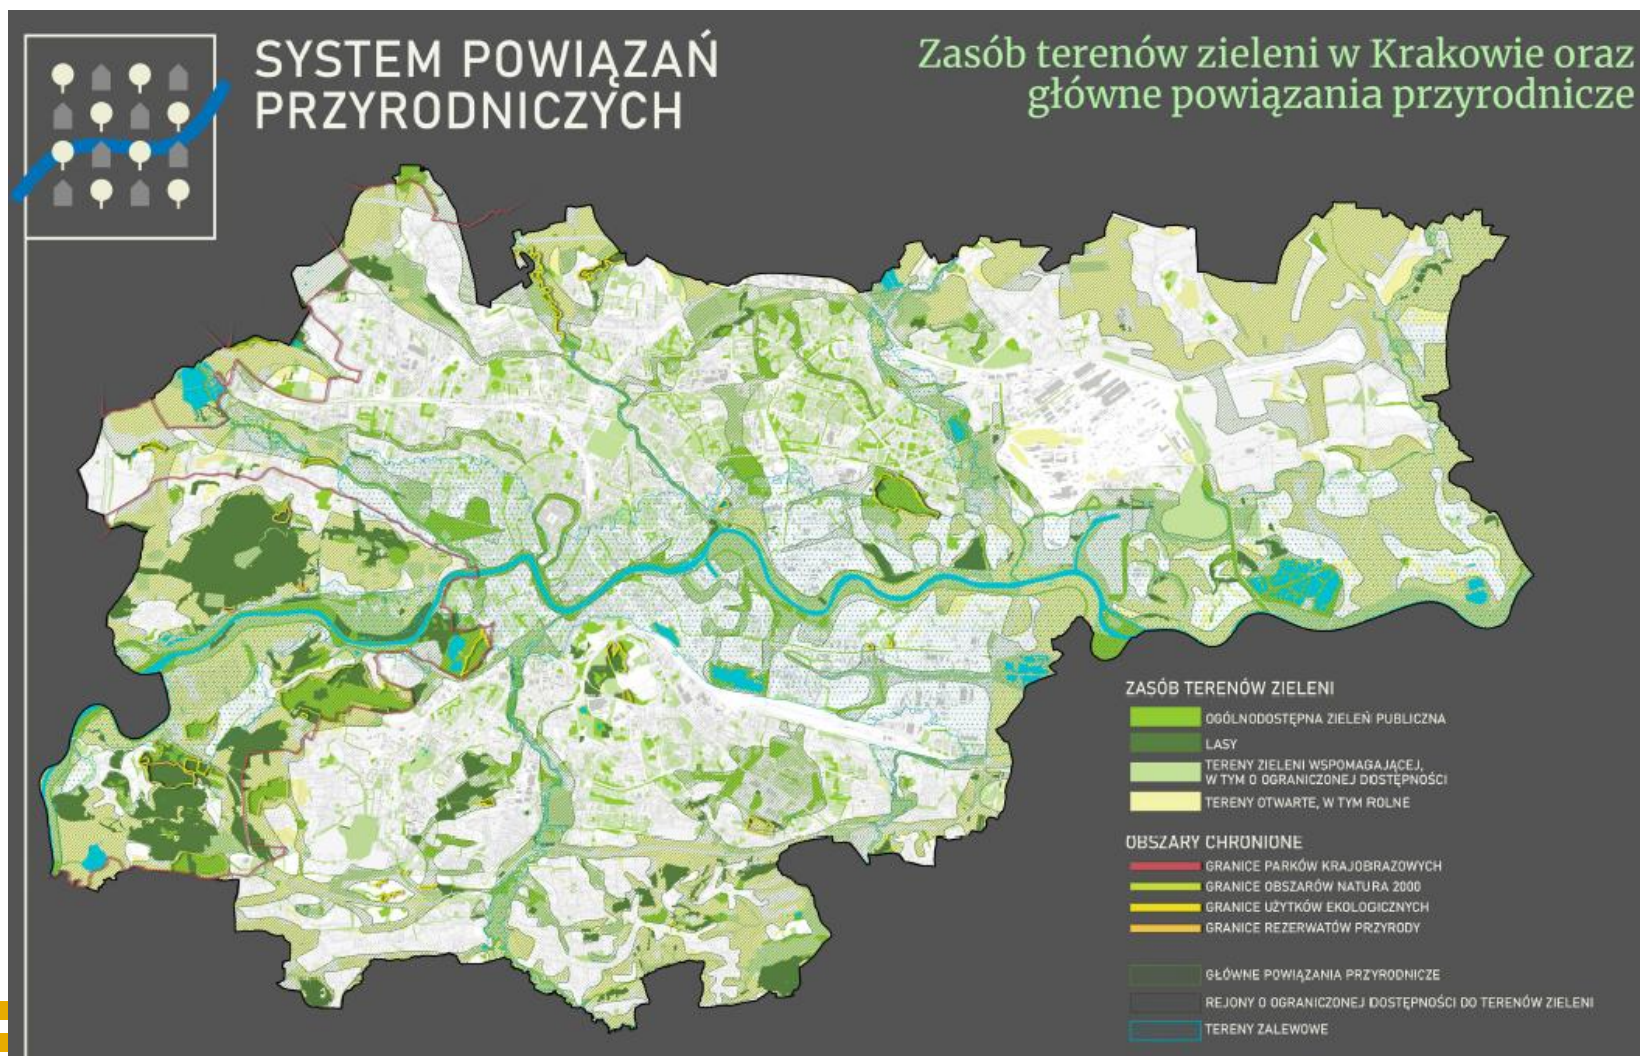 SYSTEM POWIĄZAŃ
PRZYRODNICZYCH
Zasób terenów zieleni w Krakowie oraz
główne powiązania przyrodnicze
ZASÓB TERENÓW ZIELENI
OGÓLNODOSTĘPNA ZIELEŃ PUBLICZNA
LASY
TERENY ZIELENI WSPOMAGAJĄCEJ,
W TYM O OGRANICZONEJ DOSTĘPNOŚCI
TERENY OTWARTE, W TYM ROLNE
OBSZARY CHRONIONE
GRANICE PARKÓW KRAJOBRAZOWYCH
GRANICE OBSZARÓW NATURA 2000
GRANICE UŻYTKÓW EKOLOGICZNYCH
GRANICE REZERWATÓW PRZYRODY
GŁÓWNE POWIĄZANIA PRZYRODNICZE
REJONY O OGRANICZONEJ DOSTĘPNOŚCI DO TERENÓW ZIELENI
TERENY ZALEWOWE